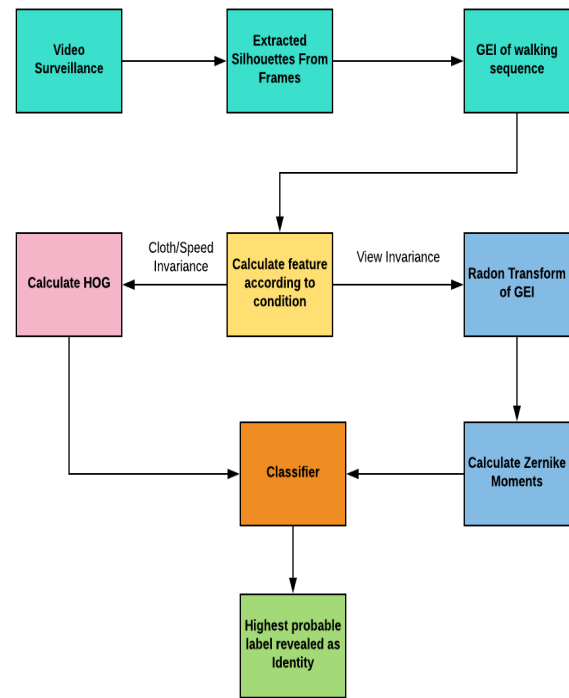 Video
Surveillance
Extracted
Silhouettes From
Frames
GEI of walking
sequence
Calculate HOG
Cloth/Speed
Invariance
Calculate feature
according to
condition
View Invariance
Radon Transform
of GEI
Classifier
Calculate Zernike
Moments
Highest probable
label revealed as
Identity